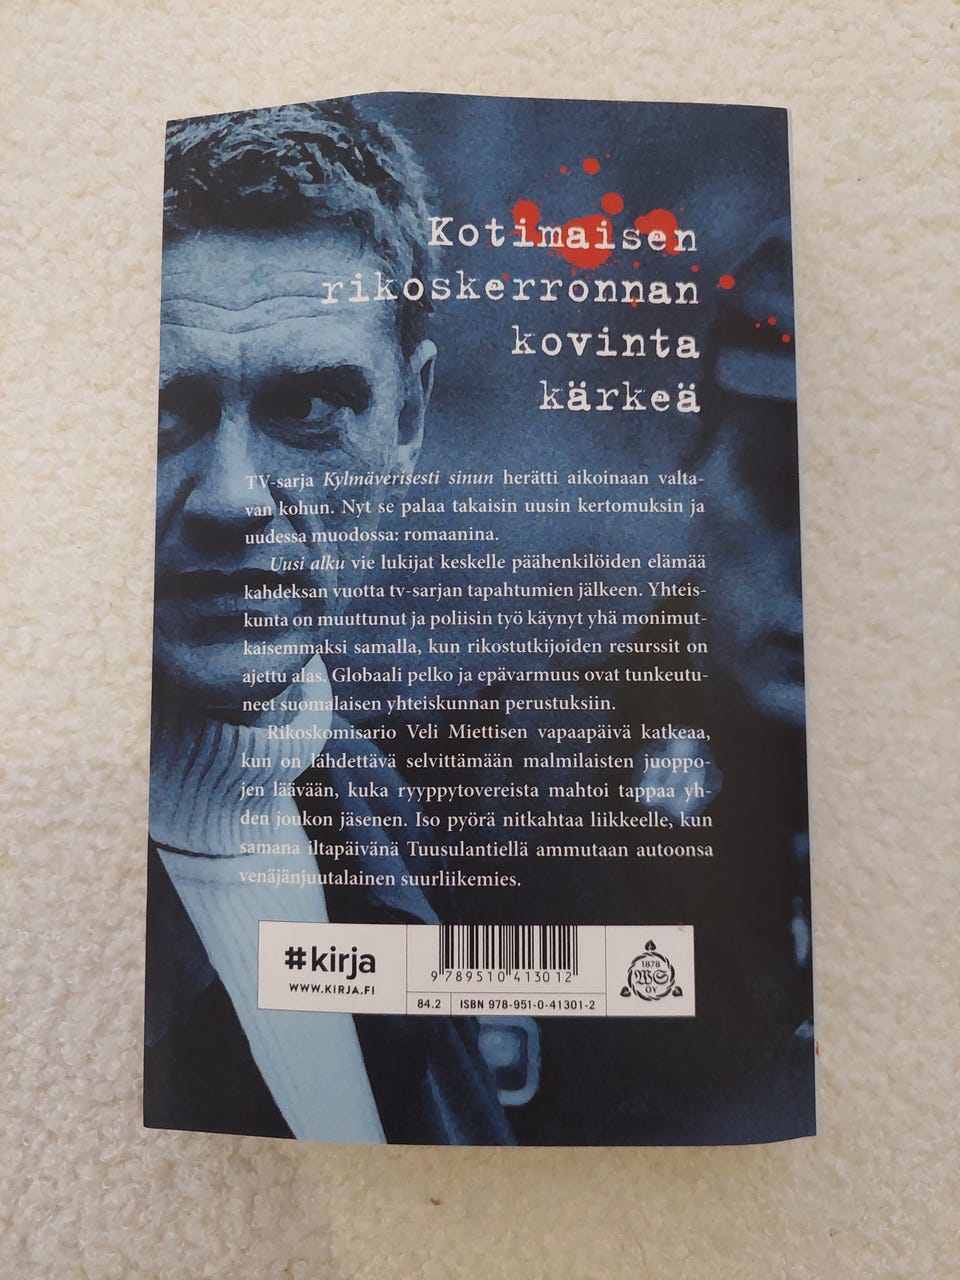 Kotimaisen
rikoskerronnan
kovinta
kärkeä
TV-sarja Kylmäverisesti sinun herätti aikoinaan valta-
van kohun. Nyt se palaa takaisin uusin kertomuksin ja
uudessa muodossa: romaanina.
Uusi alku vie lukijat keskelle päähenkilöiden elämää
kahdeksan vuotta tv-sarjan tapahtumien jälkeen. Yhteis-
kunta on muuttunut ja poliisin työ käynyt yhä monimut-
kaisemmaksi samalla, kun rikostutkijoiden resurssit on
ajettu alas. Globaali pelko ja epävarmuus ovat tunkeutu-
neet suomalaisen yhteiskunnan perustuksiin.
Rikoskomisario Veli Miettisen vapaapäivä katkeaa,
kun on lähdettävä selvittämään malmilaisten juoppo-
jen läävään, kuka ryyppytovereista mahtoi tappaa yh-
den joukon jäsenen. Iso pyörä nitkahtaa liikkeelle, kun
samana iltapäivänä Tuusulantiellä ammutaan autoonsa
venäjänjuutalainen suurliikemies.
#kirja
WWW.KIRJA.FI
9 789510 413012
84.2 ISBN 978-951-0-41301-2
1878
WS
OY